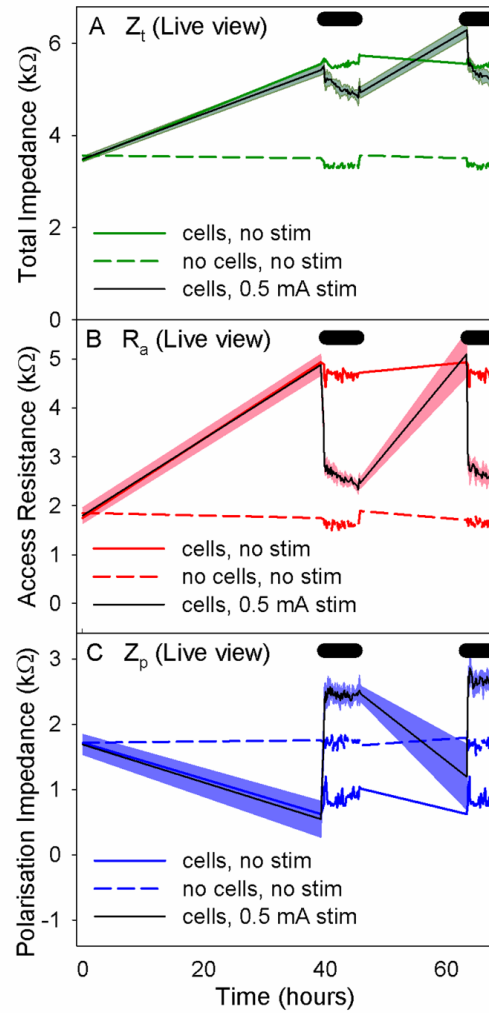 A Zt (Live view)
Total Impedance (kΩ)
6
4
2
0
cells, no stim
no cells, no stim
cells, 0.5 mA stim
B Ra (Live view)
Access Resistance (kΩ)
5
4
3
2
1
0
cells, no stim
no cells, no stim
cells, 0.5 mA stim
C Zp (Live view)
Polarisation Impedance (kΩ)
3
2
1
0
-1
cells, no stim
no cells, no stim
cells, 0.5 mA stim
0 20 40 60
Time (hours)